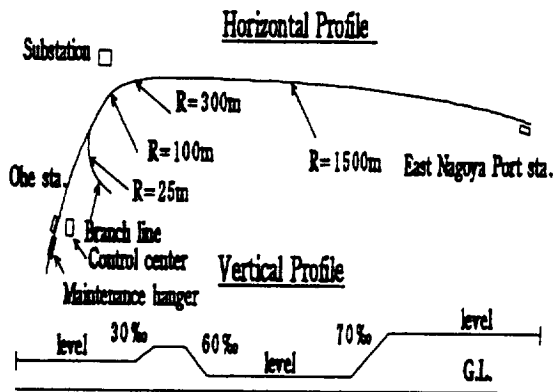 Horizontal Profile
Substation
R=300m
R=100m
R=1500m
East Nagoya Port sta.
Ohe sta.
R=25m
Branch line
Control center
Maintenance hanger
Vertical Profile
level
30‰
60‰
level
70‰
level
G.L.